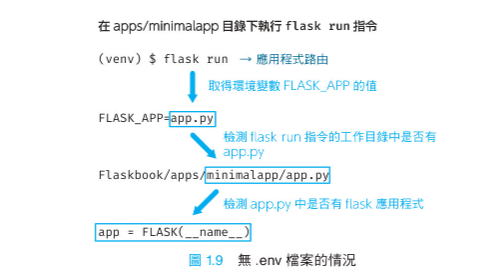 在 apps/minimalapp 目錄下執行 flask run 指令
(venv) $ flask run → 應用程式路由
取得環境變數 FLASK_APP 的值
FLASK_APP=app.py
檢測 flask run 指令的工作目錄中是否有
app.py
Flaskbook/apps/minimalapp/app.py
檢測 app.py 中是否有 flask 應用程式
app = FLASK(__name__)
圖 1.9 無 .env 檔案的情況